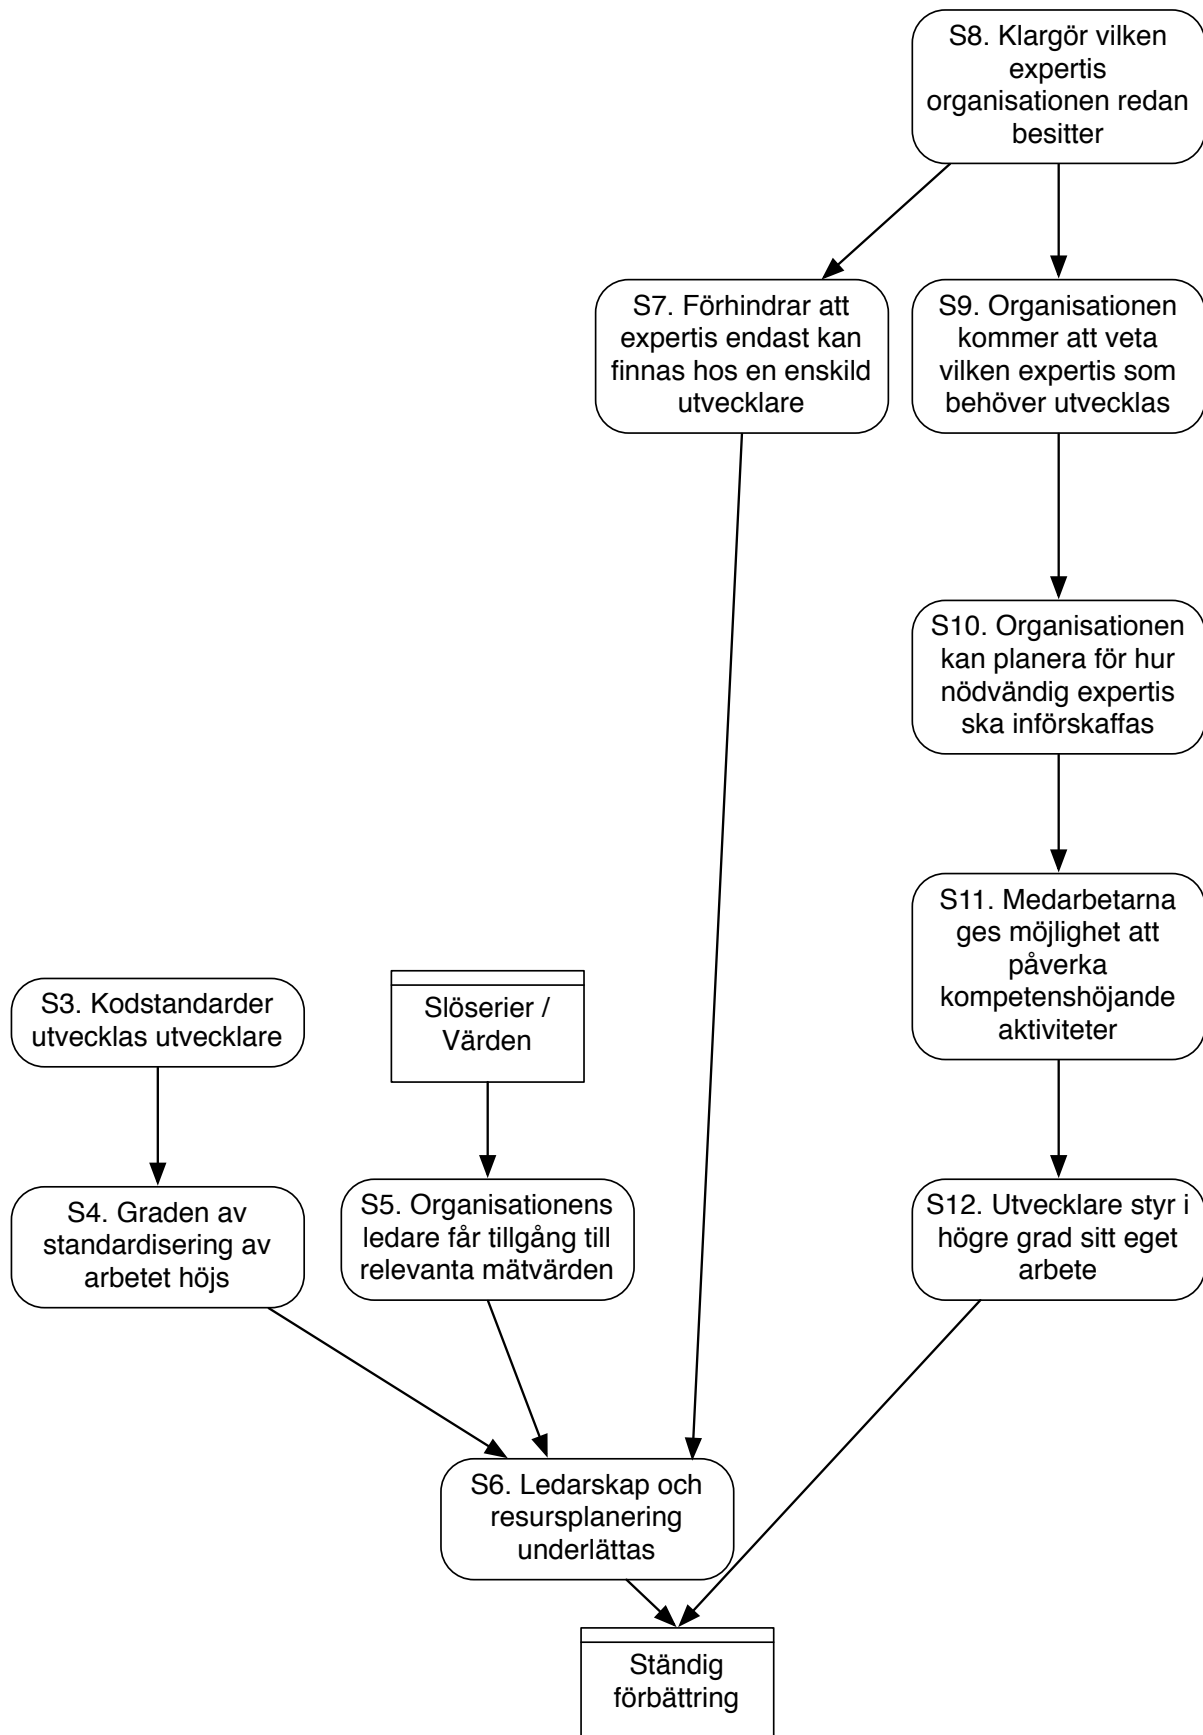 S8. Klargör vilken
expertis
organisationen redan
besitter
S7. Förhindrar att
expertis endast kan
finnas hos en enskild
utvecklare
S9. Organisationen
kommer att veta
vilken expertis som
behöver utvecklas
S10. Organisationen
kan planera för hur
nödvändig expertis
ska införskaffas
S11. Medarbetarna
ges möjlighet att
påverka
kompetenshöjande
aktiviteter
S3. Kodstandarder
utvecklas utvecklare
Slöserier /
Värden
S4. Graden av
standardisering av
arbetet höjs
S5. Organisationens
ledare får tillgång till
relevanta mätvärden
S12. Utvecklare styr i
högre grad sitt eget
arbete
S6. Ledarskap och
resursplanering
underlättas
Ständig
förbättring